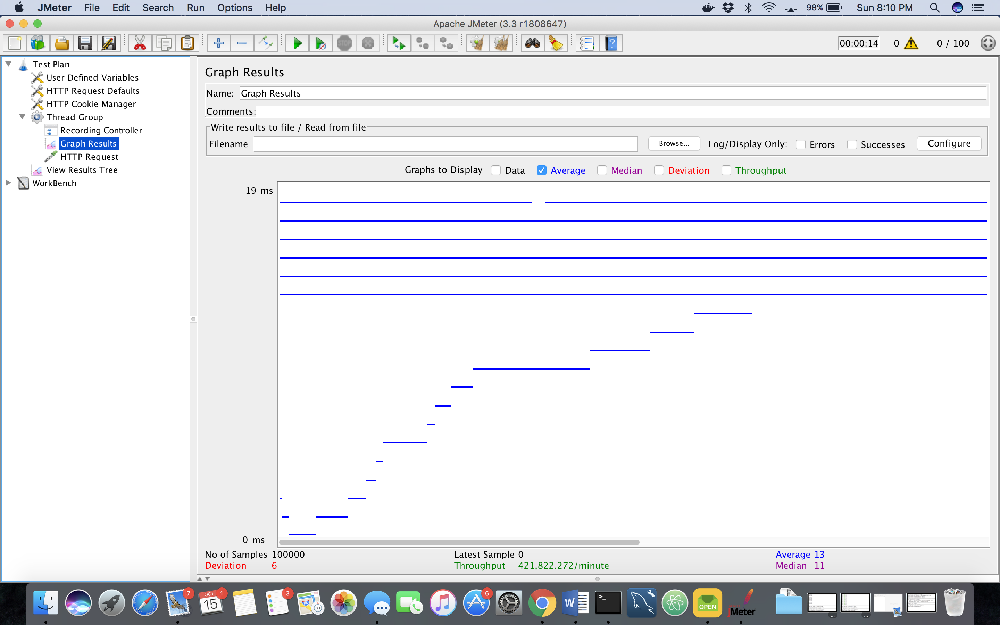 JMeter File Edit Search Run Options Help 98% Sun 8:10 PM
Apache JMeter (3.3 r1808647)
STOP 00:00:14 0 0 / 100
Test Plan
User Defined Variables
HTTP Request Defaults
HTTP Cookie Manager
Thread Group
Recording Controller
Graph Results
HTTP Request
View Results Tree
WorkBench
Graph Results
Name: Graph Results
Comments:
Write results to file / Read from file
Filename Browse... Log/Display Only: Errors Successes Configure
Graphs to Display Data Average Median Deviation Throughput
19 ms
0 ms
No of Samples 100000 Latest Sample 0 Average 13
Deviation 6 Throughput 421,822.272/minute Median 11
7 OCT 15 1 3 280 3D 6 W >_ OPEN JMeter